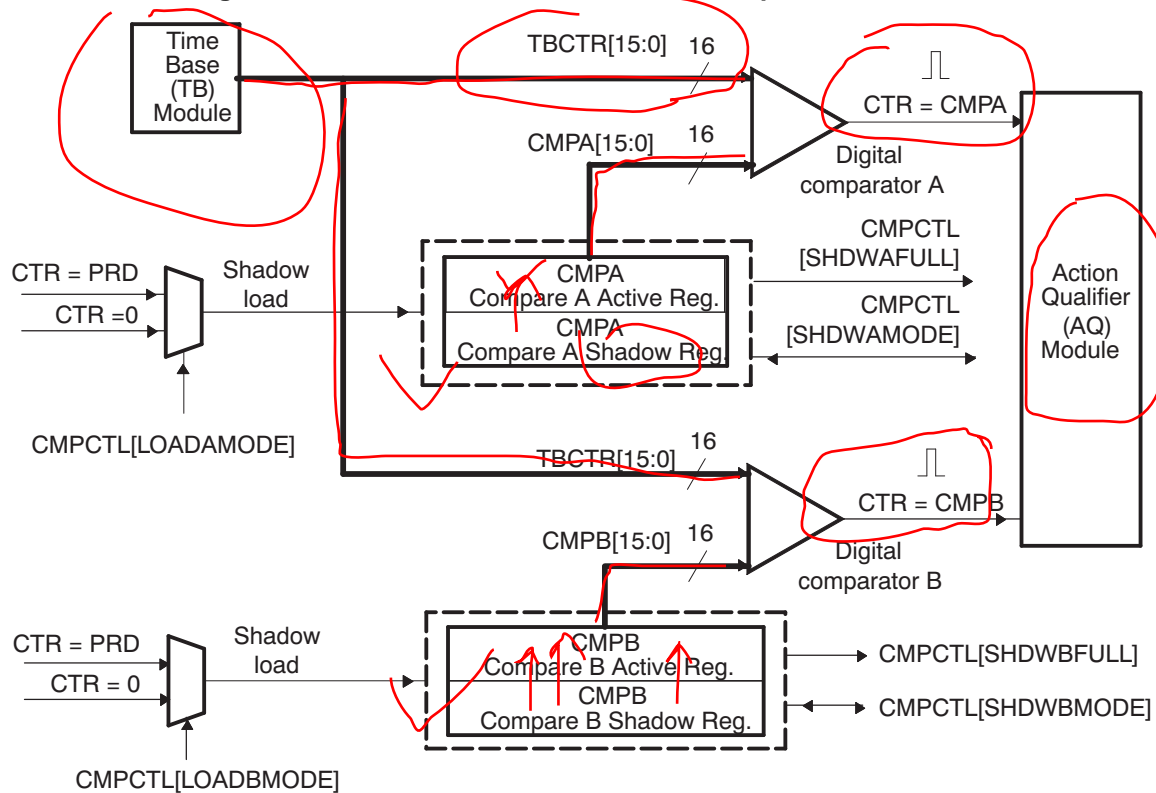 Time
Base
(TB)
Module
TBCTR[15:0]
16
CTR = CMPA
CMPA[15:0]
16
Digital
comparator A
CTR = PRD
CTR =0
Shadow
load
CMPA
Compare A Active Reg.
CMPA
Compare A Shadow Reg.
CMPCTL
[SHDWAFULL]
CMPCTL
[SHDWAMODE]
Action
Qualifier
(AQ)
Module
CMPCTL[LOADAMODE]
TBCTR[15:0]
16
CTR = CMPB
CMPB[15:0]
16
Digital
comparator B
CTR = PRD
CTR = 0
Shadow
load
CMPB
Compare B Active Reg.
CMPB
Compare B Shadow Reg.
CMPCTL[SHDWBFULL]
CMPCTL[SHDWBMODE]
CMPCTL[LOADBMODE]